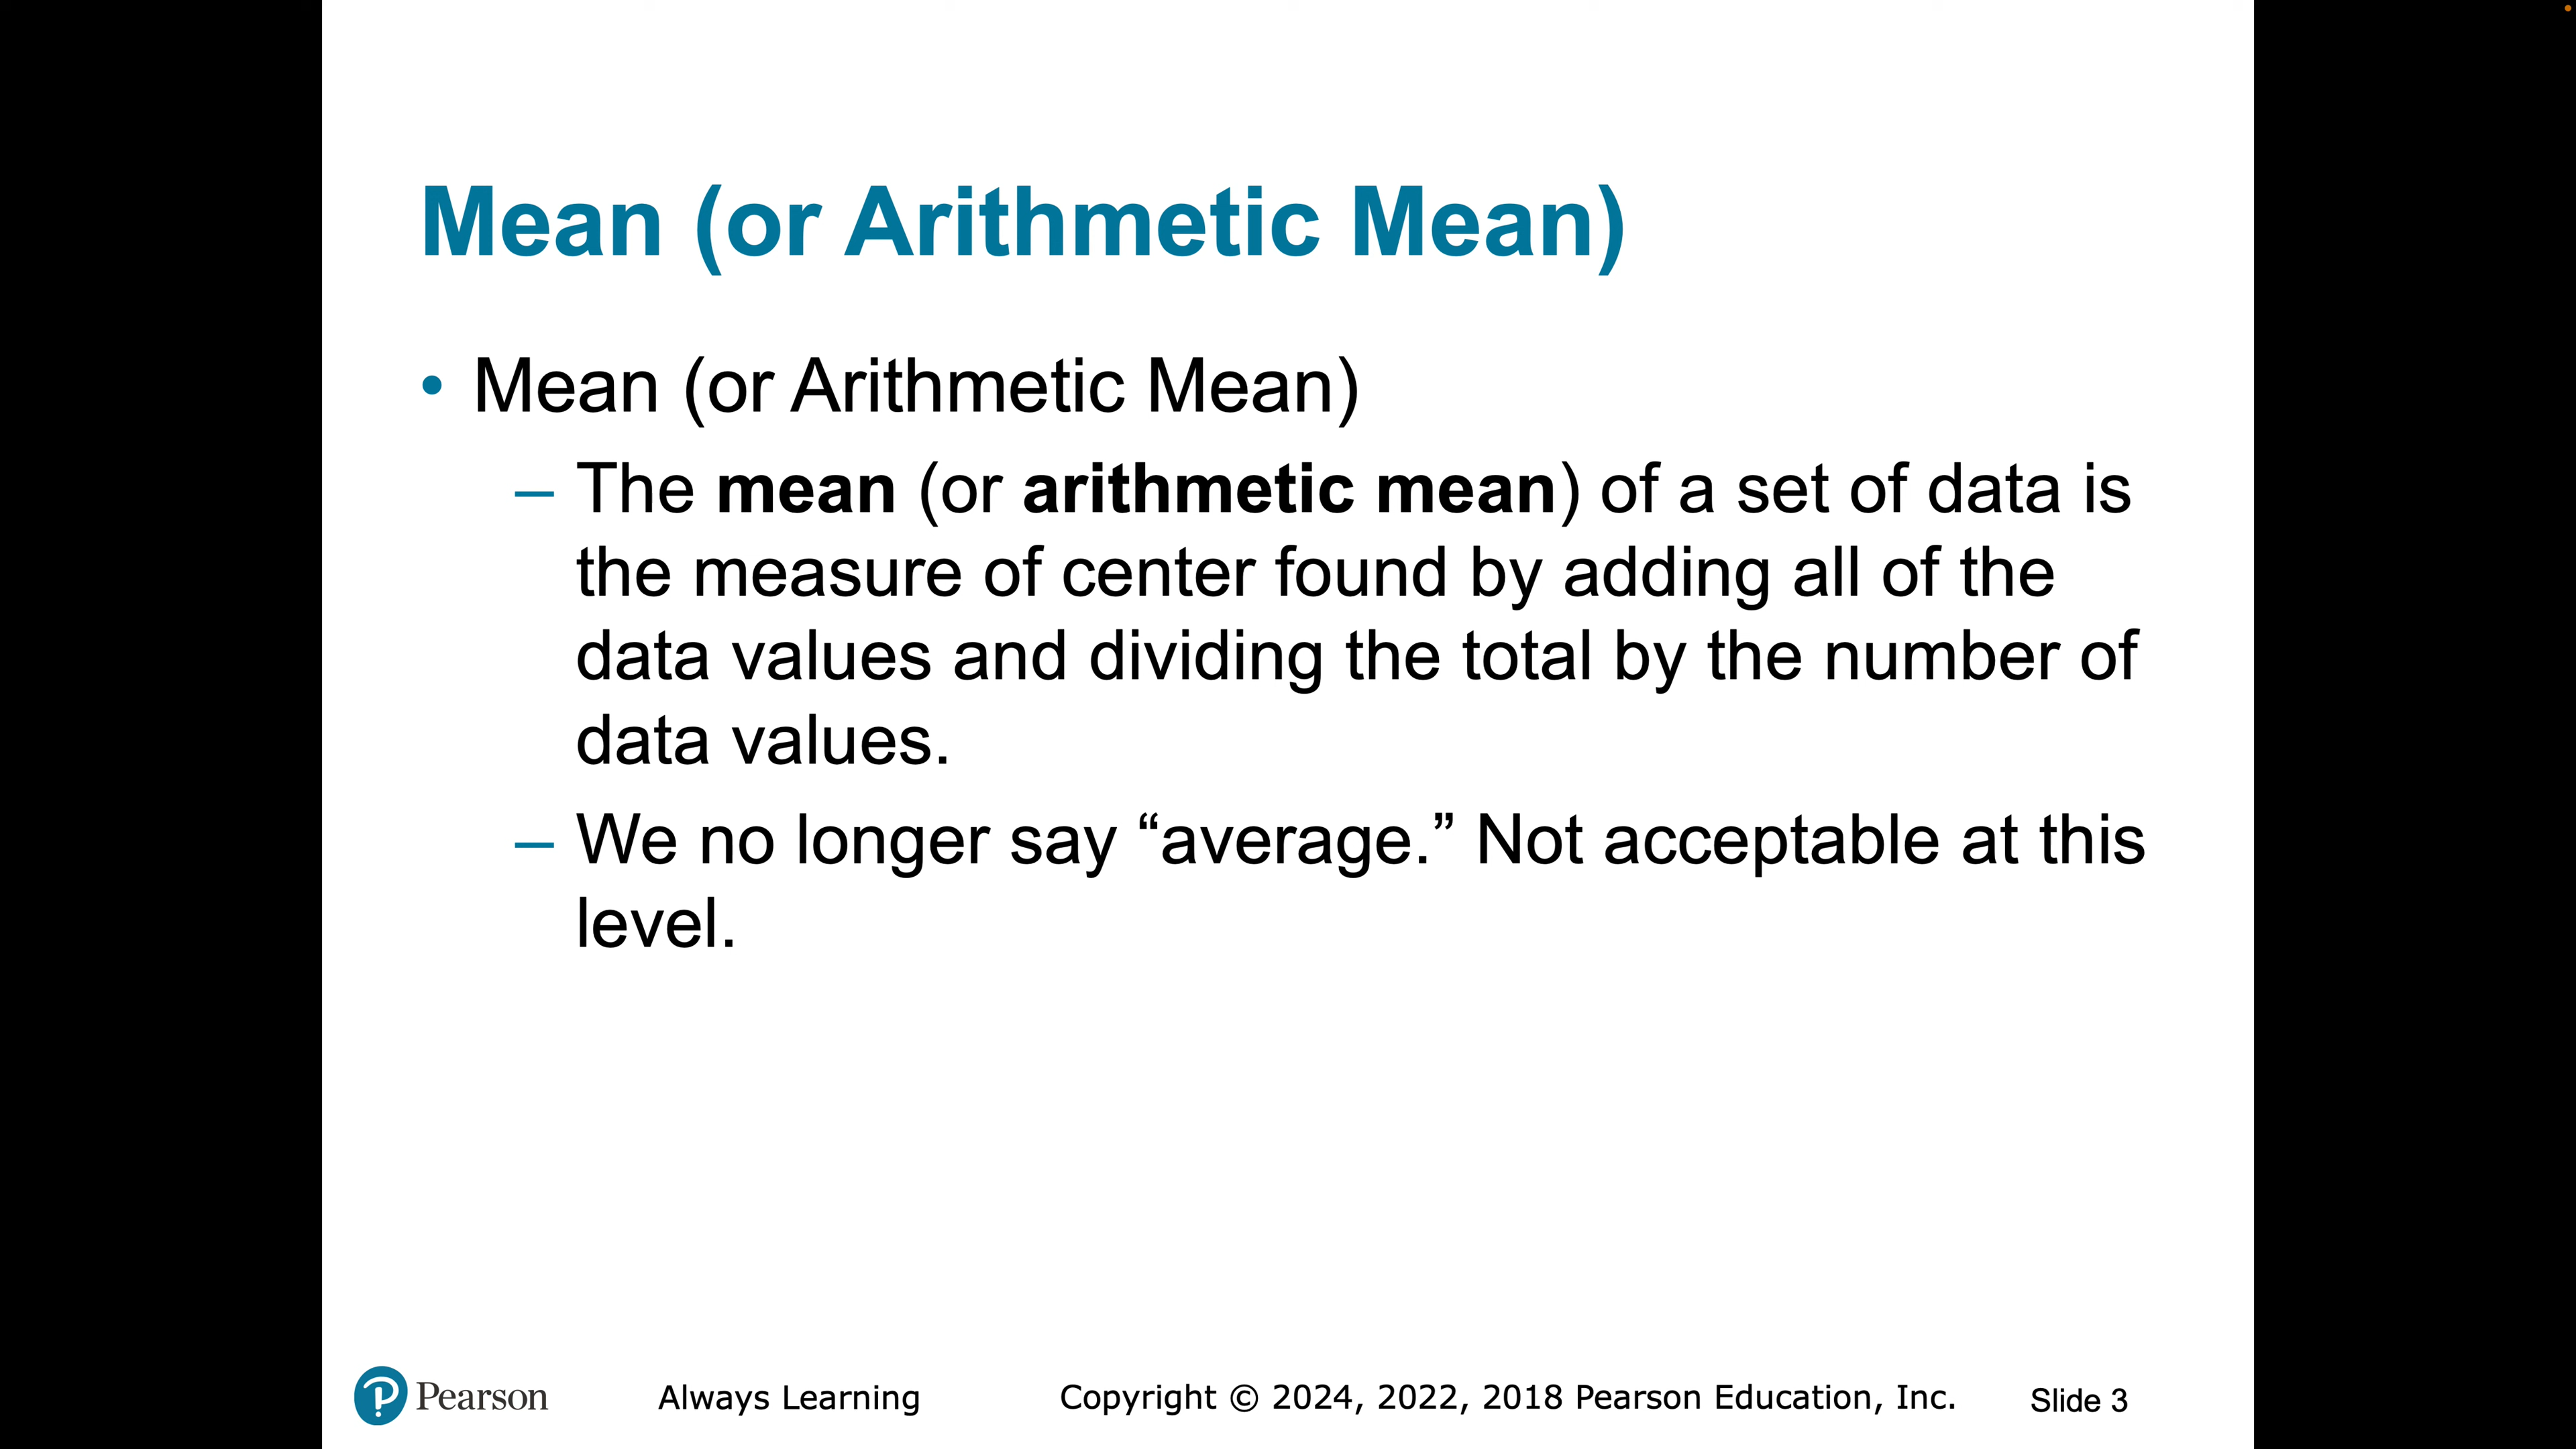 Mean (or Arithmetic Mean)
• Mean (or Arithmetic Mean)
– The mean (or arithmetic mean) of a set of data is
the measure of center found by adding all of the
data values and dividing the total by the number of
data values.
– We no longer say “average.” Not acceptable at this
level.
Pearson Always Learning Copyright © 2024, 2022, 2018 Pearson Education, Inc. Slide 3